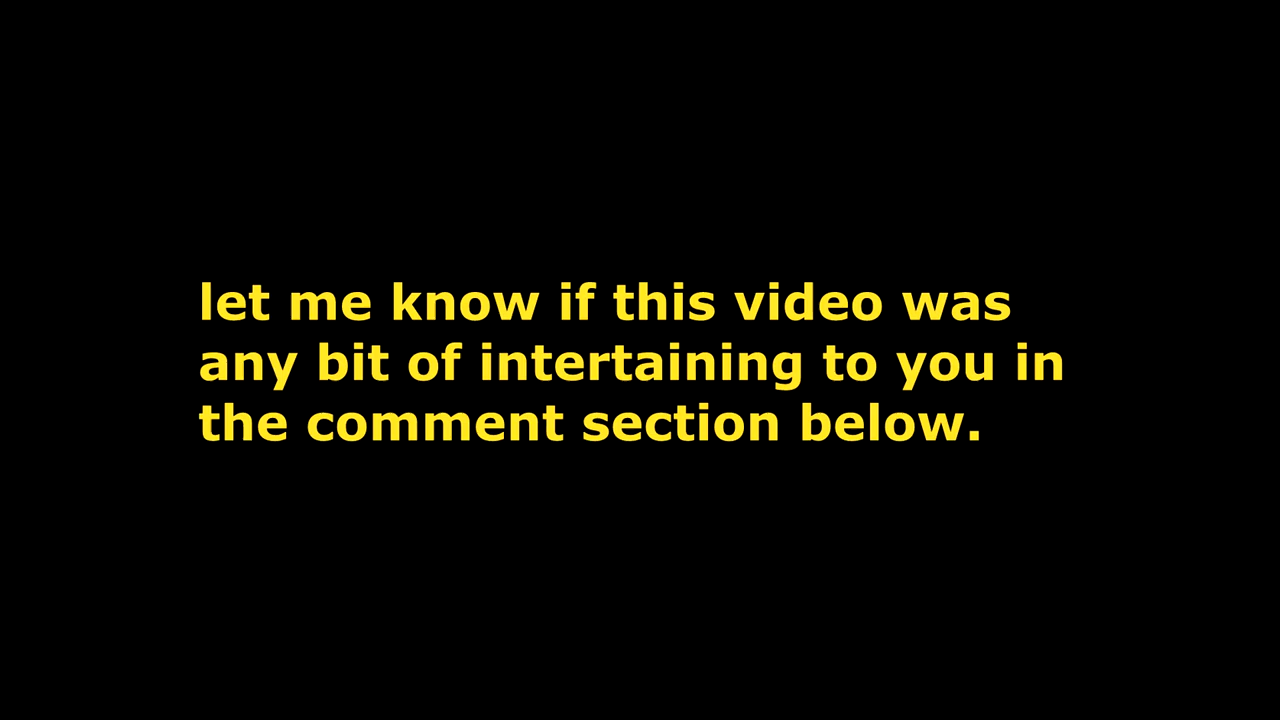 let me know if this video was
any bit of intertaining to you in
the comment section below.